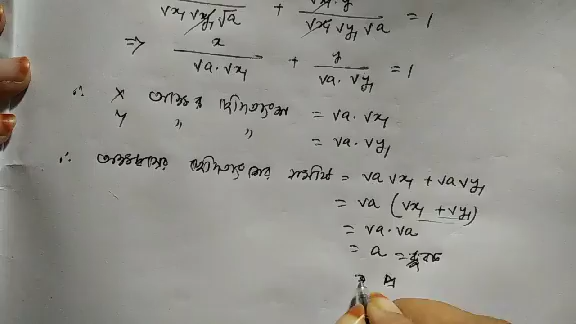 √x₁ √y₁ √a + √x₁ √y₁ √a = 1
⇒ x / √a · √x₁ + y / √a · √y₁ = 1
∴ x অক্ষের ছেদিতাংশ = √a · √x₁
y " " = √a · √y₁
∴ অক্ষদ্বয়ের ছেদিতাংশের সমষ্টি = √a √x₁ + √a √y₁
= √a (√x₁ + √y₁)
= √a · √a
= a = ধ্রুবক